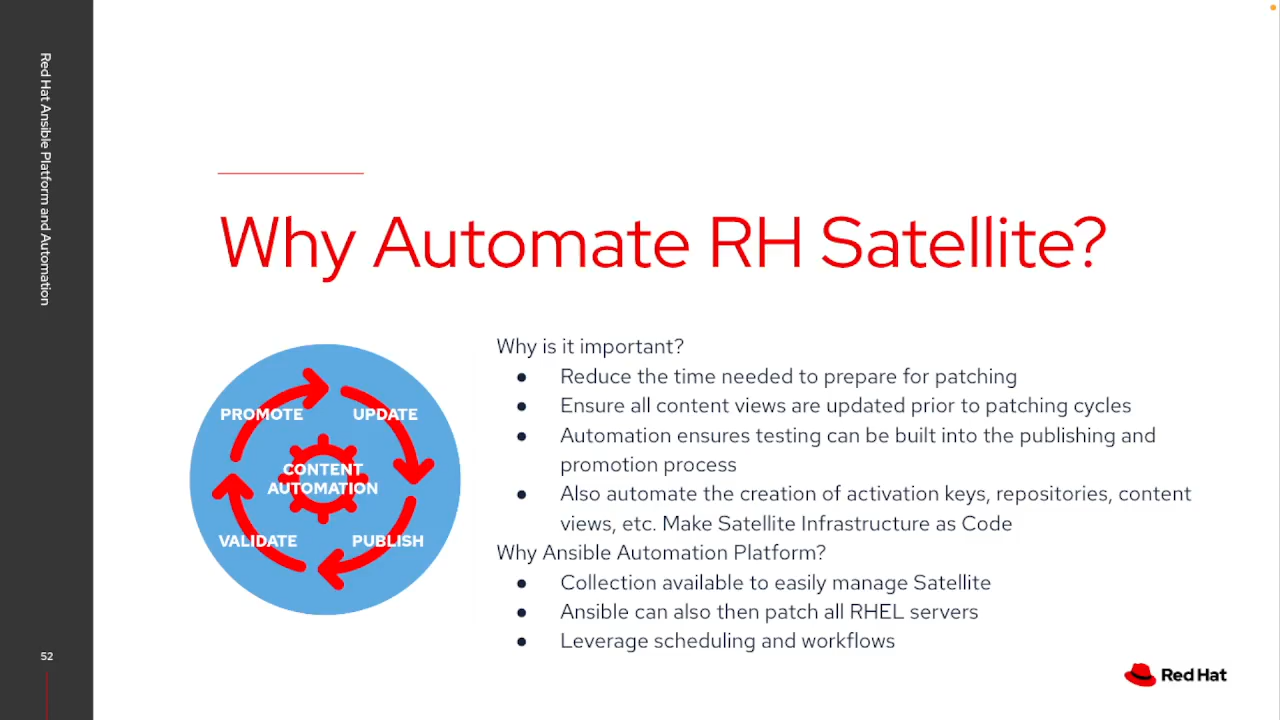 Red Hat Ansible Platform and Automation
Why Automate RH Satellite?
PROMOTE
UPDATE
CONTENT
AUTOMATION
VALIDATE
PUBLISH
Why is it important?
● Reduce the time needed to prepare for patching
● Ensure all content views are updated prior to patching cycles
● Automation ensures testing can be built into the publishing and
promotion process
● Also automate the creation of activation keys, repositories, content
views, etc. Make Satellite Infrastructure as Code
Why Ansible Automation Platform?
● Collection available to easily manage Satellite
● Ansible can also then patch all RHEL servers
● Leverage scheduling and workflows
52
Red Hat